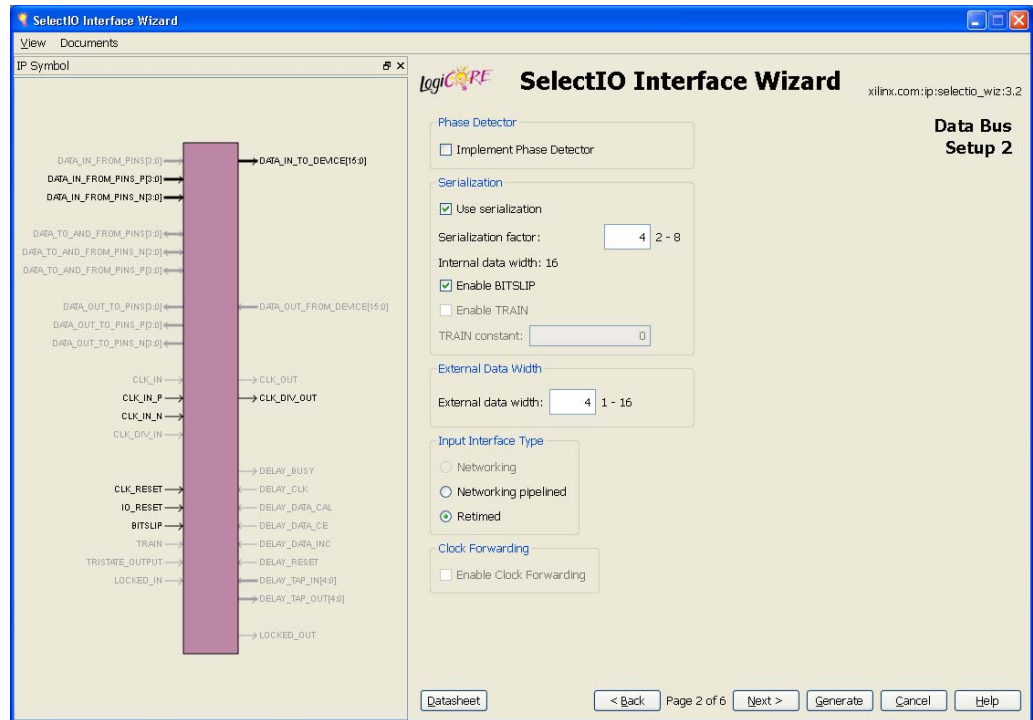 SelectIO Interface Wizard
View Documents
IP Symbol
DATA_IN_FROM_PINS[3:0]
DATA_IN_FROM_PINS_P[3:0]
DATA_IN_FROM_PINS_N[3:0]
DATA_TO_AND_FROM_PINS[3:0]
DATA_TO_AND_FROM_PINS_N[3:0]
DATA_TO_AND_FROM_PINS_P[3:0]
DATA_OUT_TO_PINS[3:0]
DATA_OUT_TO_PINS_P[3:0]
DATA_OUT_TO_PINS_N[3:0]
CLK_IN
CLK_IN_P
CLK_IN_N
CLK_DIV_IN
CLK_RESET
IO_RESET
BITSLIP
TRAIN
TRISTATE_OUTPUT
LOCKED_IN
DATA_IN_TO_DEVICE[15:0]
DATA_OUT_FROM_DEVICE[15:0]
CLK_OUT
CLK_DIV_OUT
DELAY_BUSY
DELAY_CLK
DELAY_DATA_CAL
DELAY_DATA_CE
DELAY_DATA_INC
DELAY_RESET
DELAY_TAP_IN[4:0]
DELAY_TAP_OUT[4:0]
LOCKED_OUT
LogiCORE
SelectIO Interface Wizard
xilinx.com:ip:selectio_wiz:3.2
Data Bus
Setup 2
Phase Detector
Implement Phase Detector
Serialization
Use serialization
Serialization factor: 4 2 - 8
Internal data width: 16
Enable BITSLIP
Enable TRAIN
TRAIN constant: 0
External Data Width
External data width: 4 1 - 16
Input Interface Type
Networking
Networking pipelined
Retimed
Clock Forwarding
Enable Clock Forwarding
Datasheet < Back Page 2 of 6 Next > Generate Cancel Help